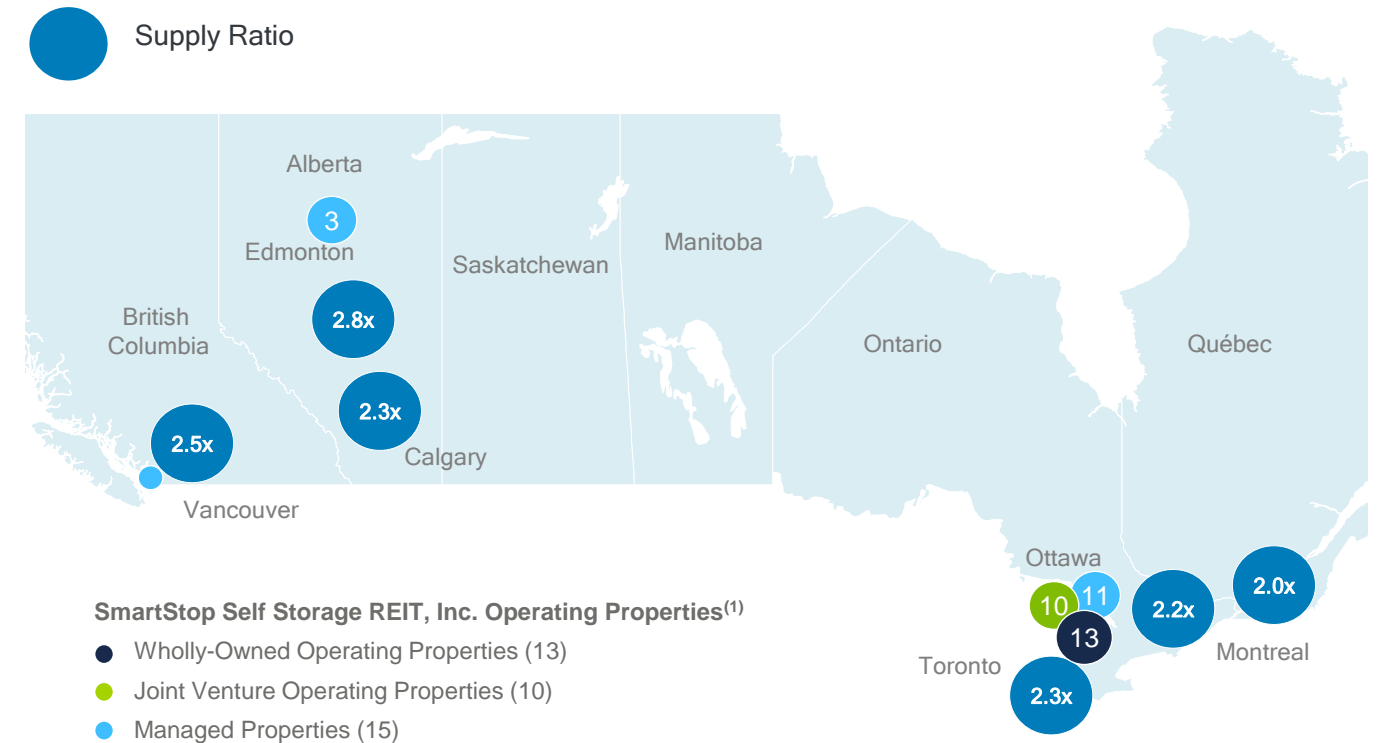 Supply Ratio
Alberta
3
Edmonton
Saskatchewan
Manitoba
British
Columbia
2.8x
Ontario
Québec
2.3x
2.5x
Calgary
Vancouver
Ottawa
10
11
13
2.2x
2.0x
Montreal
Toronto
2.3x
SmartStop Self Storage REIT, Inc. Operating Properties(1)
Wholly-Owned Operating Properties (13)
Joint Venture Operating Properties (10)
Managed Properties (15)